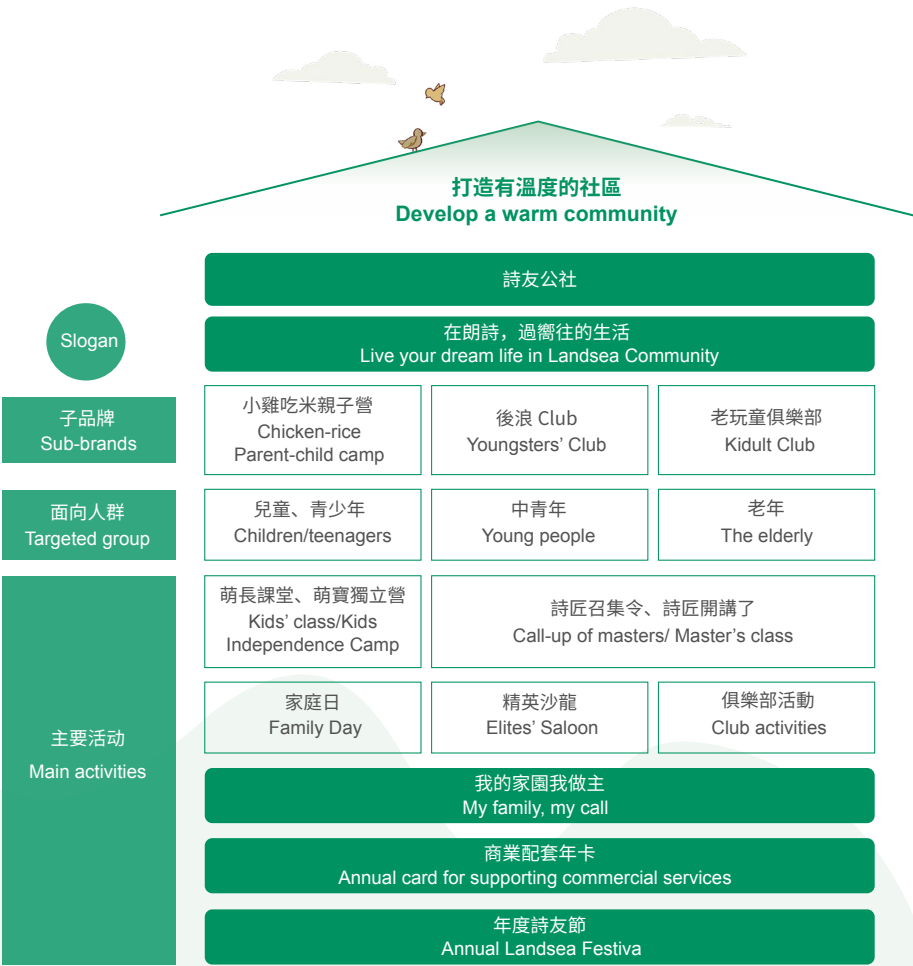 打造有溫度的社區
Develop a warm community
詩友公社
Slogan
在朗詩，過嚮往的生活
Live your dream life in Landsea Community
子品牌
Sub-brands
小雞吃米親子營
Chicken-rice
Parent-child camp
後浪 Club
Youngsters’ Club
老玩童俱樂部
Kidult Club
面向人群
Targeted group
兒童、青少年
Children/teenagers
中青年
Young people
老年
The elderly
主要活动
Main activities
萌長課堂、萌寶獨立營
Kids’ class/Kids
Independence Camp
詩匠召集令、詩匠開講了
Call-up of masters/ Master’s class
家庭日
Family Day
精英沙龍
Elites’ Saloon
俱樂部活動
Club activities
我的家園我做主
My family, my call
商業配套年卡
Annual card for supporting commercial services
年度詩友節
Annual Landsea Festiva